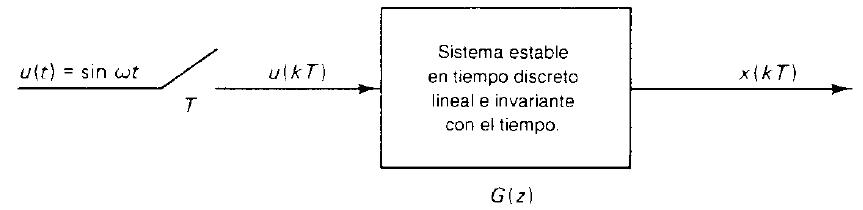 u(t) = sin ωt
T
u(kT)
Sistema estable
en tiempo discreto
lineal e invariante
con el tiempo.
x(kT)
G(z)